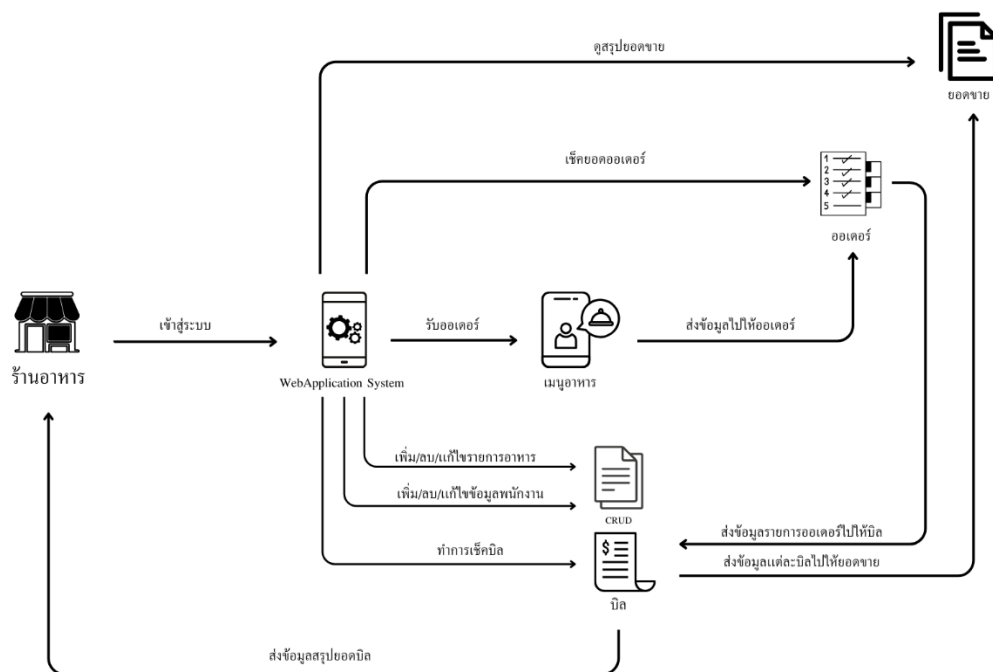 ดูสรุปยอดขาย
ยอดขาย
เช็คยอดออเดอร์
1
2
3
4
5
ออเดอร์
เข้าสู่ระบบ
รับออเดอร์
ส่งข้อมูลไปให้ออเดอร์
ร้านอาหาร
WebApplication System
เมนูอาหาร
เพิ่ม/ลบ/แก้ไขรายการอาหาร
เพิ่ม/ลบ/แก้ไขข้อมูลพนักงาน
CRUD
ส่งข้อมูลรายการออเดอร์ไปให้บิล
ทำการเช็คบิล
$
ส่งข้อมูลแต่ละบิลไปให้ยอดขาย
บิล
ส่งข้อมูลสรุปยอดบิล